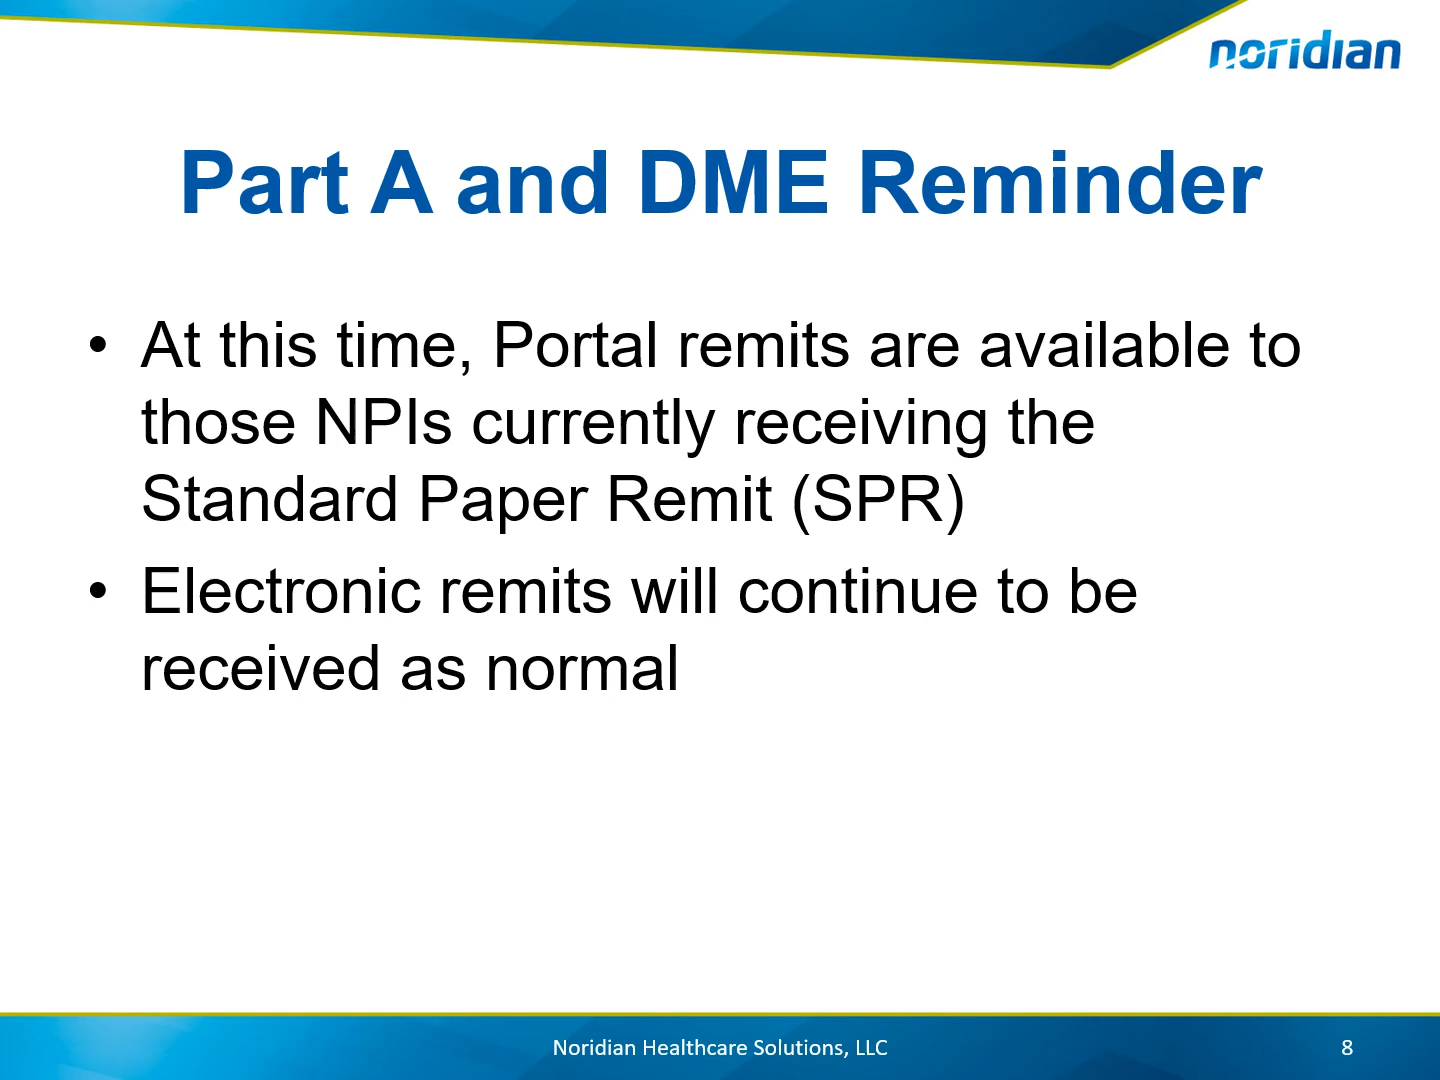 noridian
Part A and DME Reminder
• At this time, Portal remits are available to
those NPIs currently receiving the
Standard Paper Remit (SPR)
• Electronic remits will continue to be
received as normal
Noridian Healthcare Solutions, LLC
8